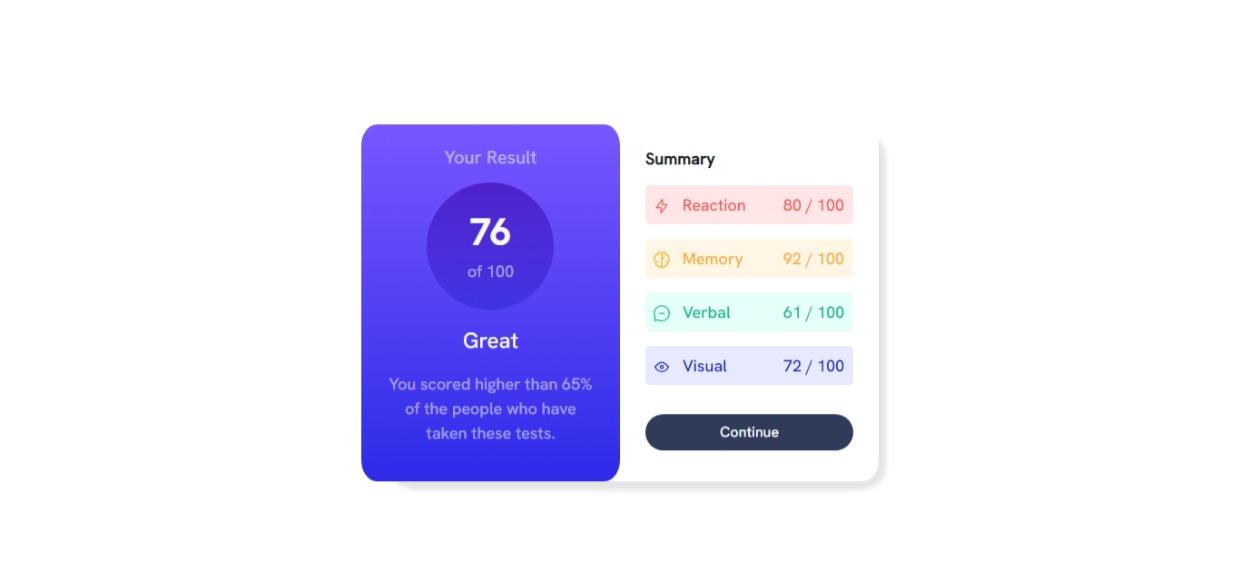 Your Result
76
of 100
Great
You scored higher than 65%
of the people who have
taken these tests.
Summary
Reaction 80 / 100
Memory 92 / 100
Verbal 61 / 100
Visual 72 / 100
Continue